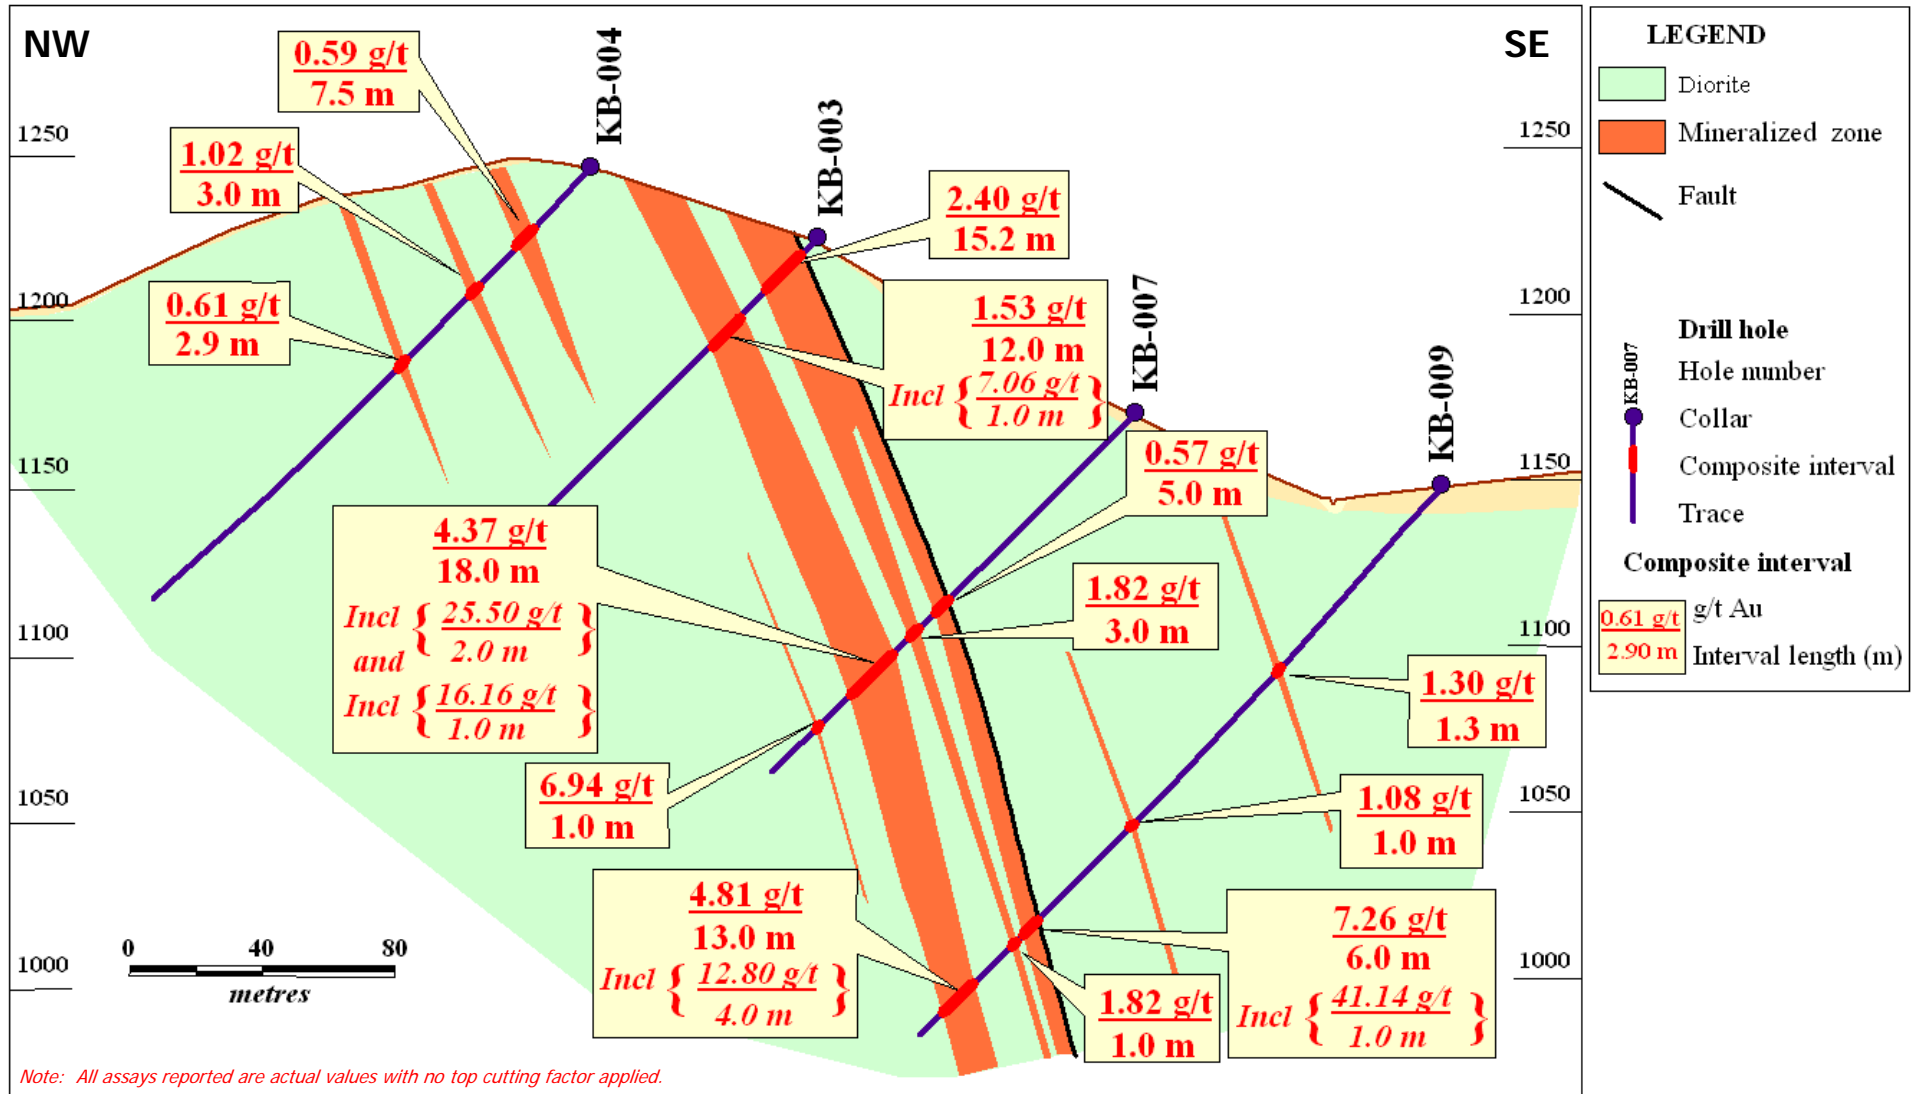 NW
SE
KB-004
KB-003
KB-007
KB-009
1250
1200
1150
1100
1050
1000
1250
1200
1150
1100
1050
1000
0.59 g/t
7.5 m
1.02 g/t
3.0 m
0.61 g/t
2.9 m
2.40 g/t
15.2 m
1.53 g/t
12.0 m
Incl { 7.06 g/t }
1.0 m
0.57 g/t
5.0 m
1.82 g/t
3.0 m
4.37 g/t
18.0 m
Incl { 25.50 g/t }
2.0 m
and
Incl { 16.16 g/t }
1.0 m
6.94 g/t
1.0 m
1.30 g/t
1.3 m
1.08 g/t
1.0 m
4.81 g/t
13.0 m
Incl { 12.80 g/t }
4.0 m
7.26 g/t
6.0 m
Incl { 41.14 g/t }
1.0 m
1.82 g/t
1.0 m
0 40 80
metres
Note: All assays reported are actual values with no top cutting factor applied.
LEGEND
Diorite
Mineralized zone
Fault
Drill hole
KB-007
Hole number
Collar
Composite interval
Trace
Composite interval
0.61 g/t
g/t Au
2.90 m
Interval length (m)